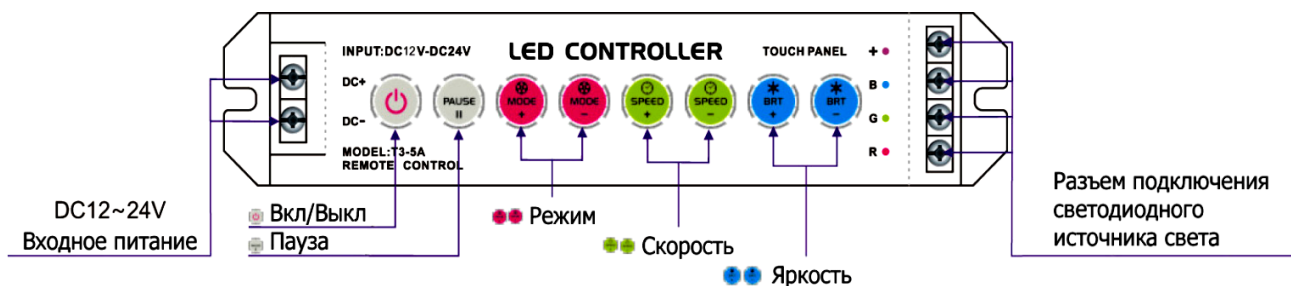 INPUT:DC12V-DC24V
LED CONTROLLER
TOUCH PANEL
+
DC+
B
PAUSE
MODE
+
MODE
−
SPEED
+
SPEED
−
BRT
+
BRT
−
DC−
G
MODEL:T3-5A
REMOTE CONTROL
R
DC12~24V
Входное питание
Вкл/Выкл
Пауза
Режим
Скорость
Яркость
Разъем подключения
светодиодного
источника света